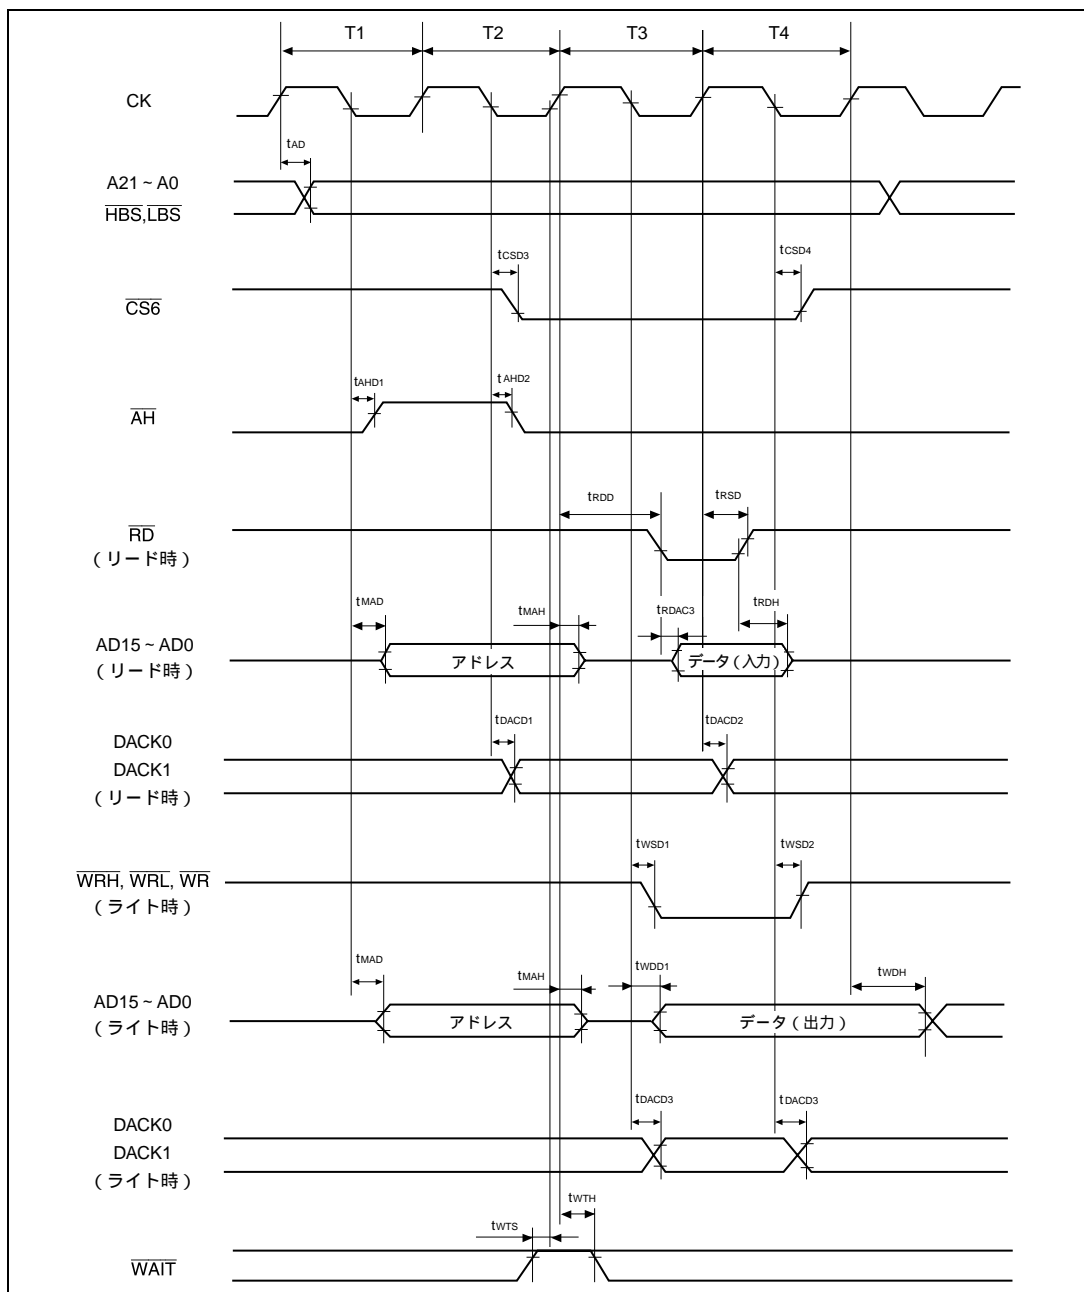 T1 T2 T3 T4
CK
tAD
A21 ~ A0
HBS,LBS
tCSD3 tCSD4
CS6
tAHD1 tAHD2
AH
tRDD tRSD
RD
(リード時)
tMAD tMAH tRDAC3 tRDH
AD15 ~ AD0
(リード時)
アドレス データ(入力)
tDACD1 tDACD2
DACK0
DACK1
(リード時)
tWSD1 tWSD2
WRH, WRL, WR
(ライト時)
tMAD tMAH tWDD1 tWDH
AD15 ~ AD0
(ライト時)
アドレス データ(出力)
tDACD3 tDACD3
DACK0
DACK1
(ライト時)
tWTS tWTH
WAIT